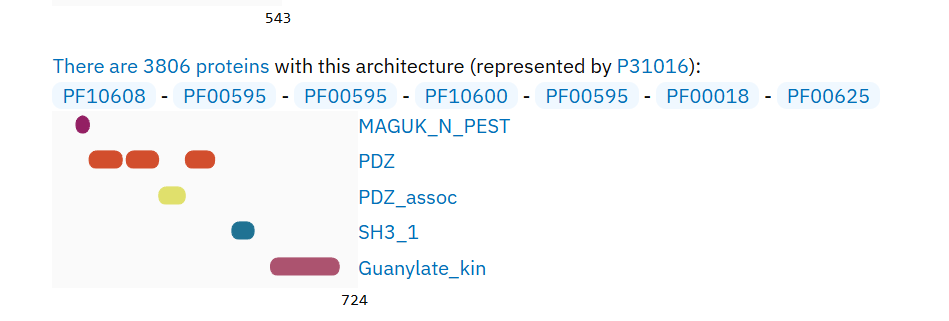 543
There are 3806 proteins with this architecture (represented by P31016):
PF10608 - PF00595 - PF00595 - PF10600 - PF00595 - PF00018 - PF00625
MAGUK_N_PEST
PDZ
PDZ_assoc
SH3_1
Guanylate_kin
724